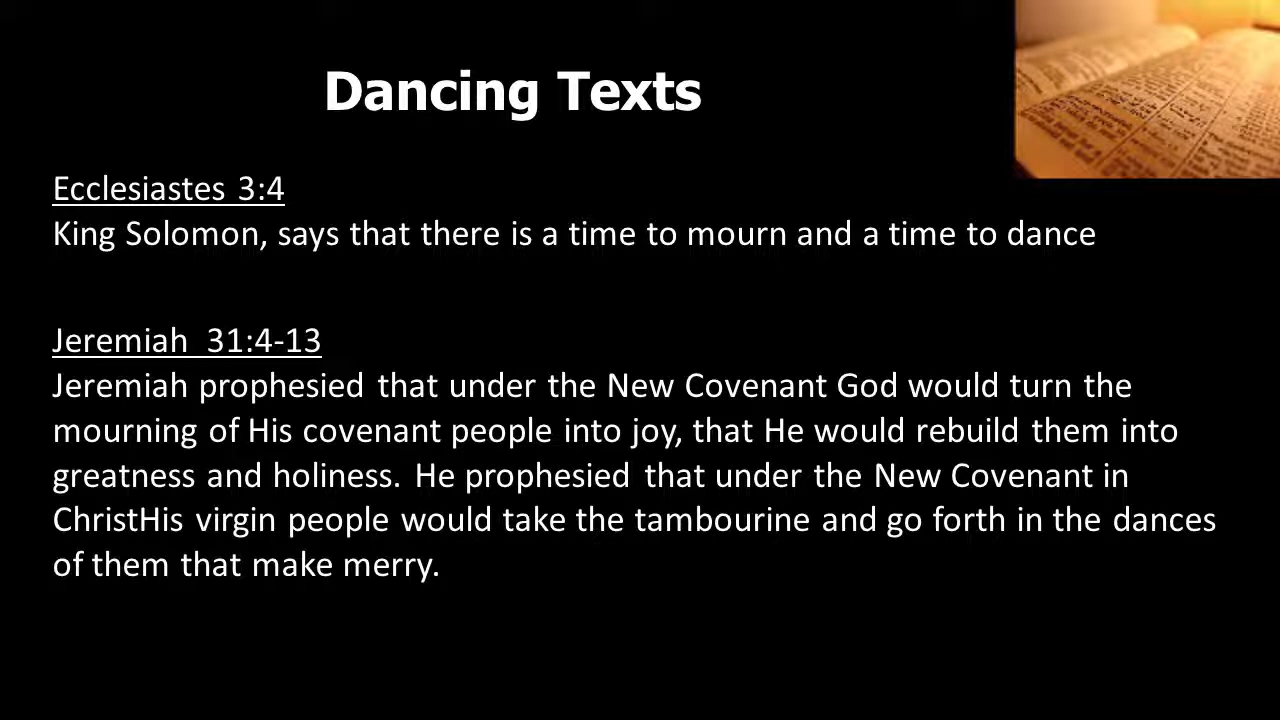 Dancing Texts
Ecclesiastes 3:4
King Solomon, says that there is a time to mourn and a time to dance
Jeremiah  31:4-13
Jeremiah prophesied that under the New Covenant God would turn the
mourning of His covenant people into joy, that He would rebuild them into
greatness and holiness. He prophesied that under the New Covenant in
ChristHis virgin people would take the tambourine and go forth in the dances
of them that make merry.